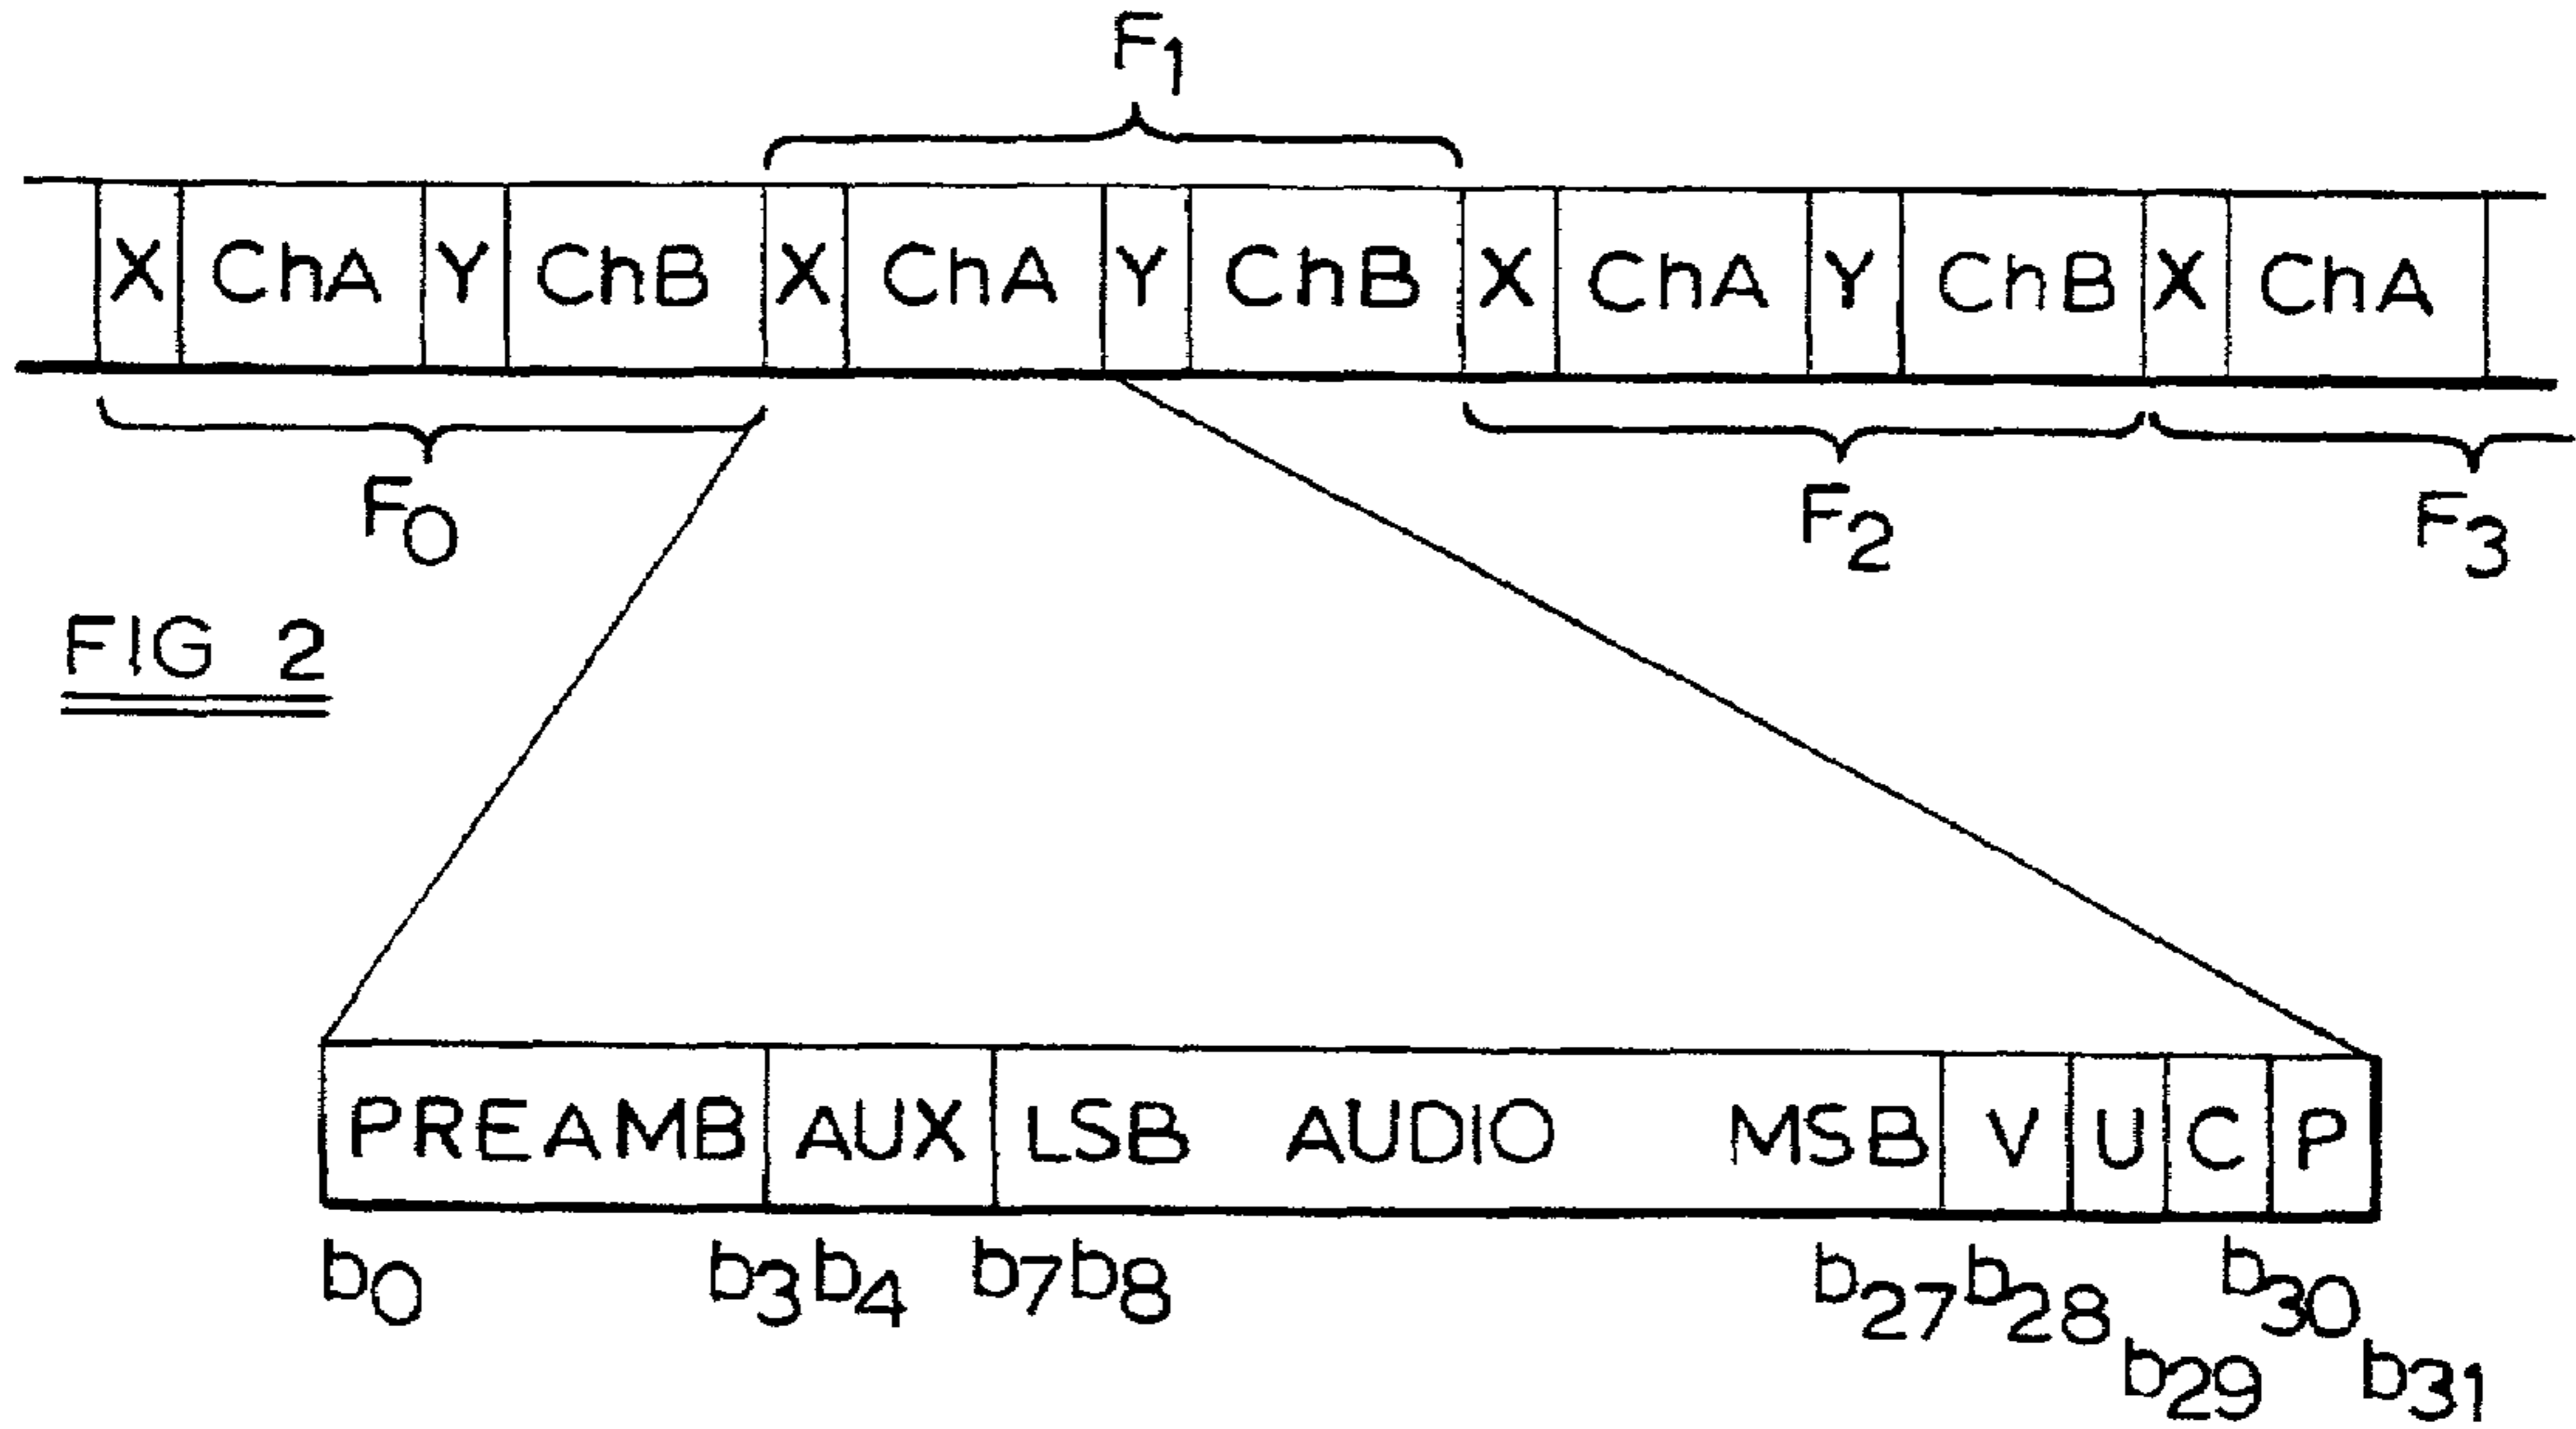 F1
X ChA Y ChB X ChA Y ChB X ChA Y ChB X ChA
F0 F2 F3
FIG 2
PREAMB AUX LSB AUDIO MSB V U C P
b0 b3 b4 b7 b8 b27 b28 b29 b30 b31